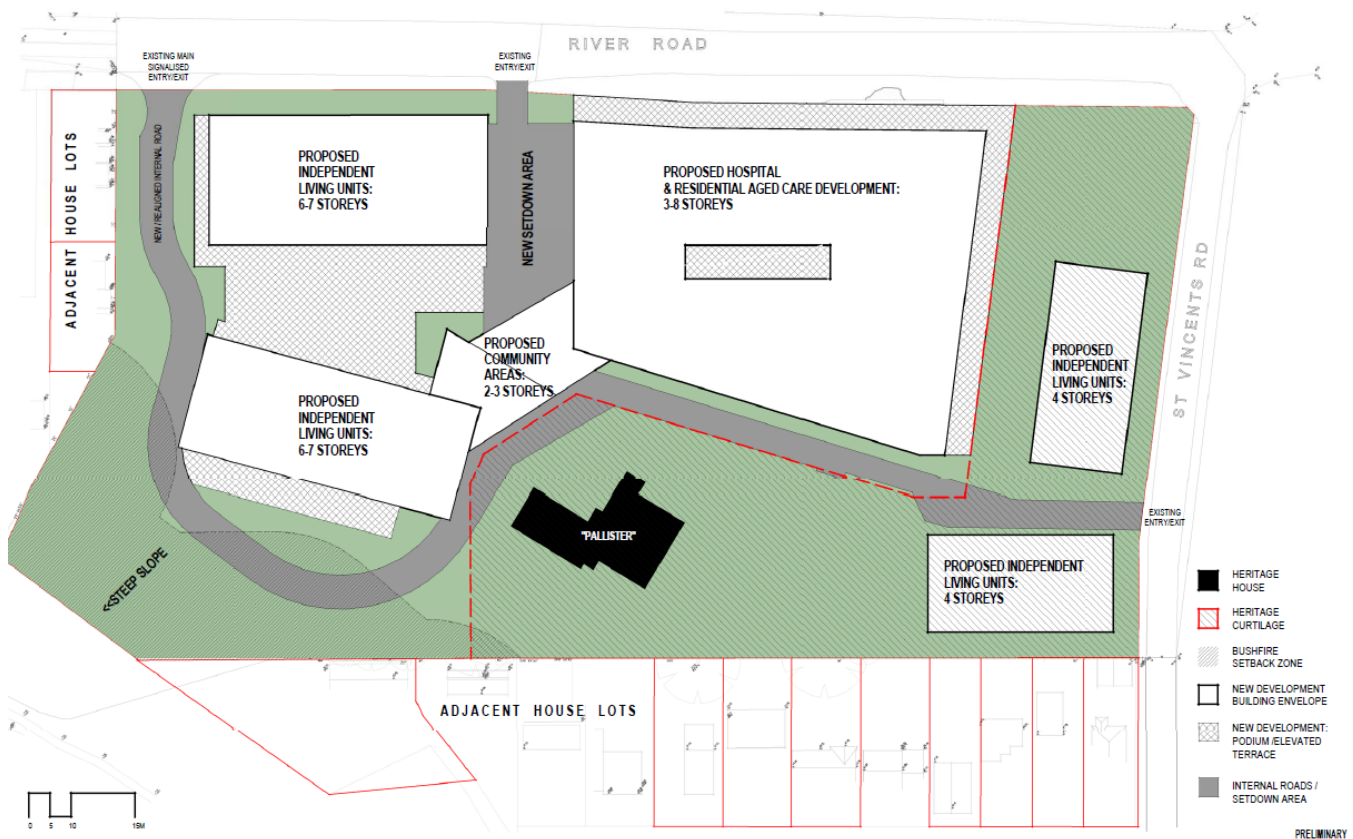 RIVER ROAD
EXISTING MAIN
SIGNALISED
ENTRY/EXIT
EXISTING
ENTRY/EXIT
ADJACENT HOUSE LOTS
NEW / REALIGNED INTERNAL ROAD
PROPOSED
INDEPENDENT
LIVING UNITS:
6-7 STOREYS
NEW SETDOWN AREA
PROPOSED HOSPITAL
& RESIDENTIAL AGED CARE DEVELOPMENT:
3-8 STOREYS
ST VINCENTS RD
PROPOSED
INDEPENDENT
LIVING UNITS:
4 STOREYS
PROPOSED
COMMUNITY
AREAS:
2-3 STOREYS
PROPOSED
INDEPENDENT
LIVING UNITS:
6-7 STOREYS
"PALLISTER"
EXISTING
ENTRY/EXIT
<<STEEP SLOPE
PROPOSED INDEPENDENT
LIVING UNITS:
4 STOREYS
ADJACENT HOUSE LOTS
HERITAGE
HOUSE
HERITAGE
CURTILAGE
BUSHFIRE
SETBACK ZONE
NEW DEVELOPMENT
BUILDING ENVELOPE
NEW DEVELOPMENT:
PODIUM /ELEVATED
TERRACE
INTERNAL ROADS /
SETDOWN AREA
0 5 10 15M
PRELIMINARY